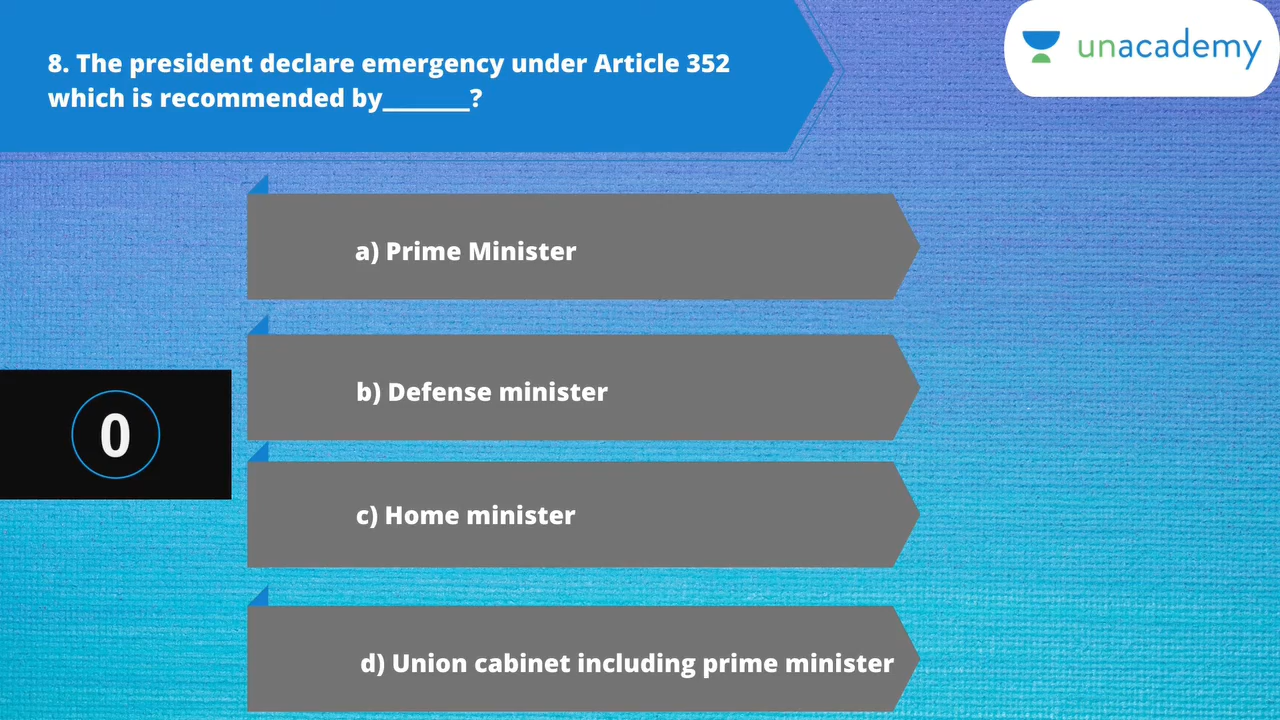 8. The president declare emergency under Article 352
which is recommended by_______?
unacademy
a) Prime Minister
b) Defense minister
0
c) Home minister
d) Union cabinet including prime minister